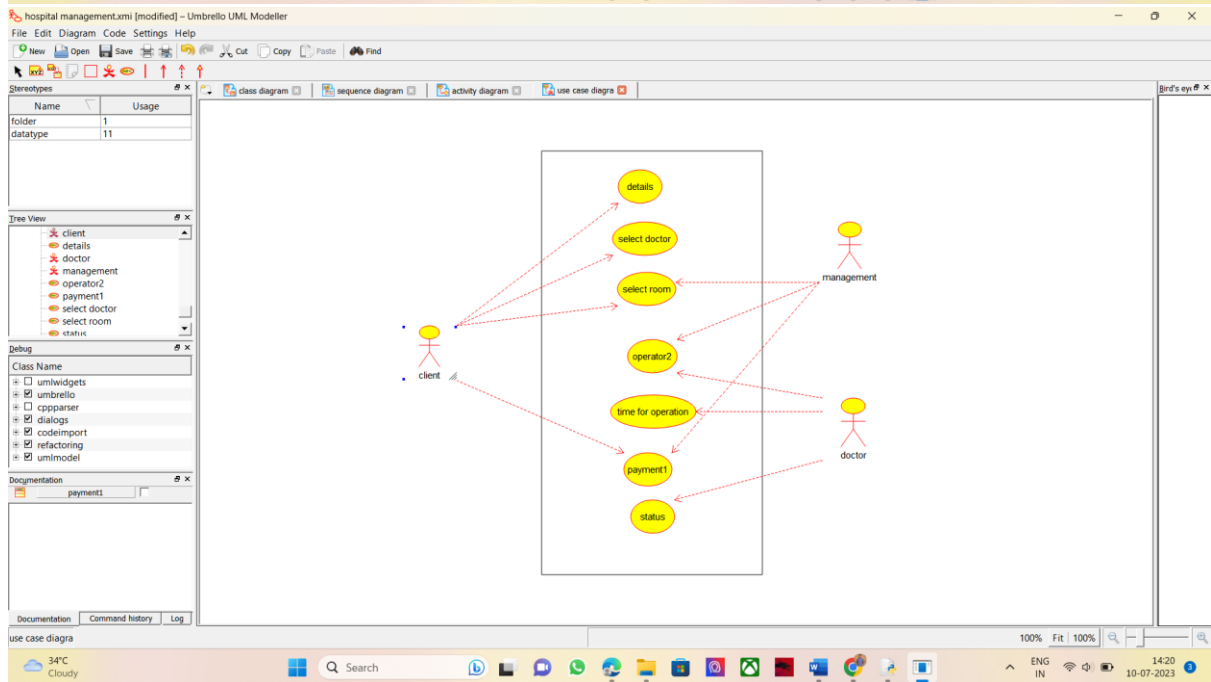 hospital management.xmi [modified] – Umbrello UML Modeller
File Edit Diagram Code Settings Help
New Open Save Cut Copy Paste Find
XYZ
Stereotypes
Name Usage
folder 1
datatype 11
class diagram sequence diagram activity diagram use case diagra
Bird's eye
Tree View
client
details
doctor
management
operator2
payment1
select doctor
select room
status
Debug
Class Name
umlwidgets
umbrello
cppparser
dialogs
codeimport
refactoring
umlmodel
Documentation
payment1
Documentation Command history Log
details
select doctor
select room
operator2
time for operation
payment1
status
client
management
doctor
use case diagra
100% Fit 100%
34°C
Cloudy
Search
ENG
IN
14:20
10-07-2023
3